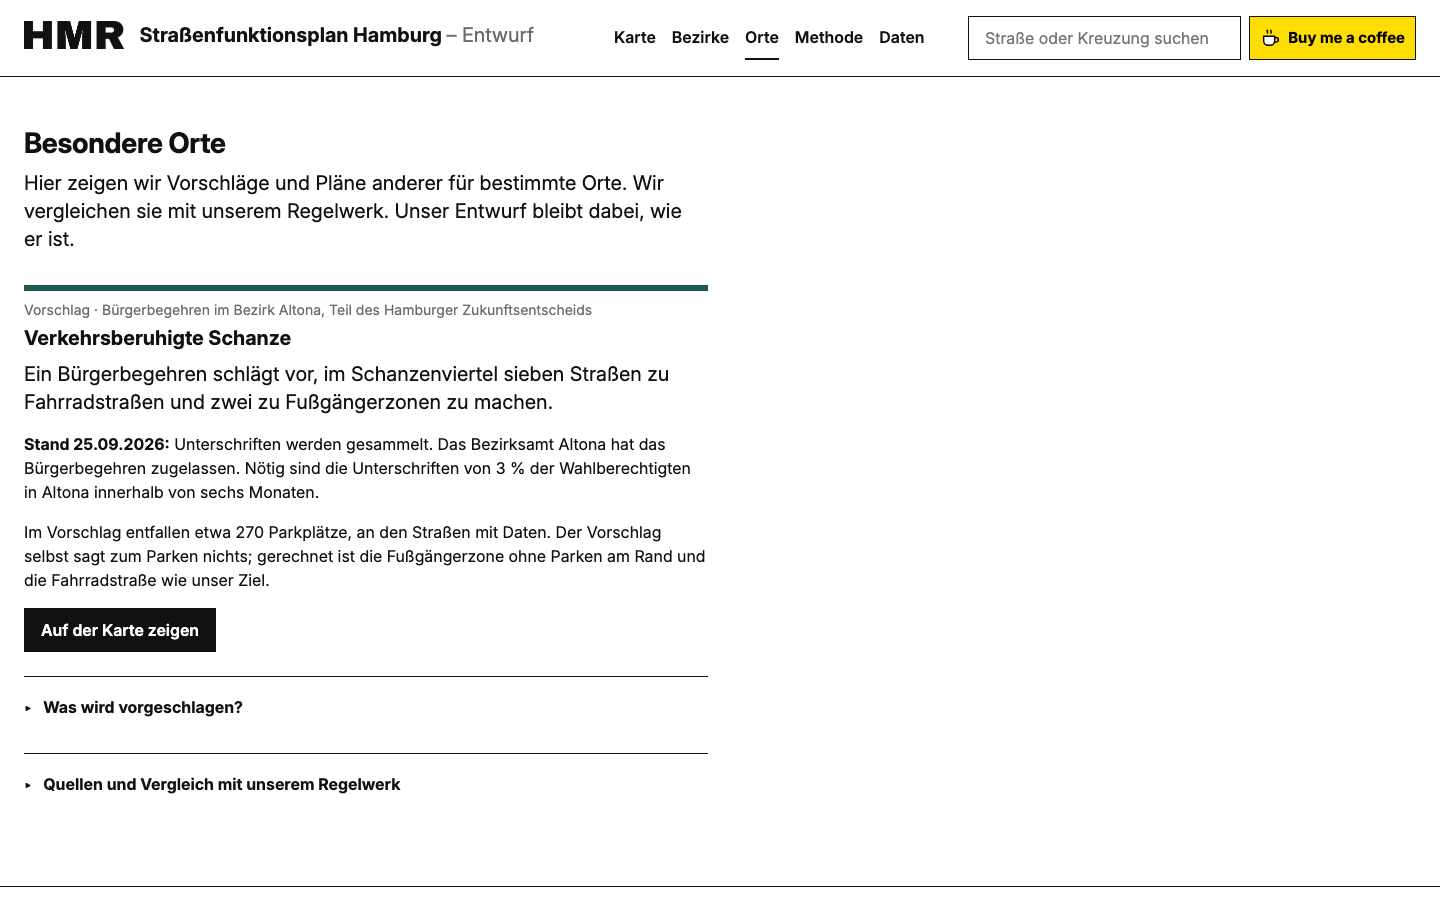 HMR Straßenfunktionsplan Hamburg – Entwurf
Karte Bezirke Orte Methode Daten
Straße oder Kreuzung suchen
Buy me a coffee
Besondere Orte
Hier zeigen wir Vorschläge und Pläne anderer für bestimmte Orte. Wir
vergleichen sie mit unserem Regelwerk. Unser Entwurf bleibt dabei, wie
er ist.
Vorschlag · Bürgerbegehren im Bezirk Altona, Teil des Hamburger Zukunftsentscheids
Verkehrsberuhigte Schanze
Ein Bürgerbegehren schlägt vor, im Schanzenviertel sieben Straßen zu
Fahrradstraßen und zwei zu Fußgängerzonen zu machen.
Stand 25.09.2026: Unterschriften werden gesammelt. Das Bezirksamt Altona hat das
Bürgerbegehren zugelassen. Nötig sind die Unterschriften von 3 % der Wahlberechtigten
in Altona innerhalb von sechs Monaten.
Im Vorschlag entfallen etwa 270 Parkplätze, an den Straßen mit Daten. Der Vorschlag
selbst sagt zum Parken nichts; gerechnet ist die Fußgängerzone ohne Parken am Rand und
die Fahrradstraße wie unser Ziel.
Auf der Karte zeigen
Was wird vorgeschlagen?
Quellen und Vergleich mit unserem Regelwerk